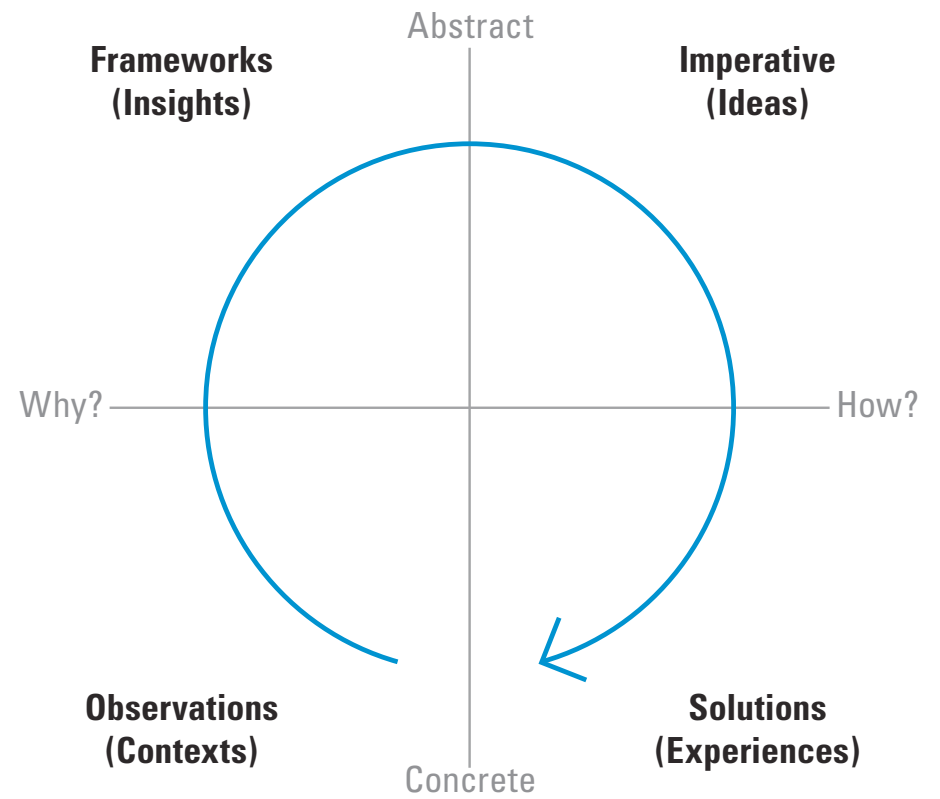 Abstract
Frameworks
(Insights)
Imperative
(Ideas)
Why?
How?
Observations
(Contexts)
Solutions
(Experiences)
Concrete